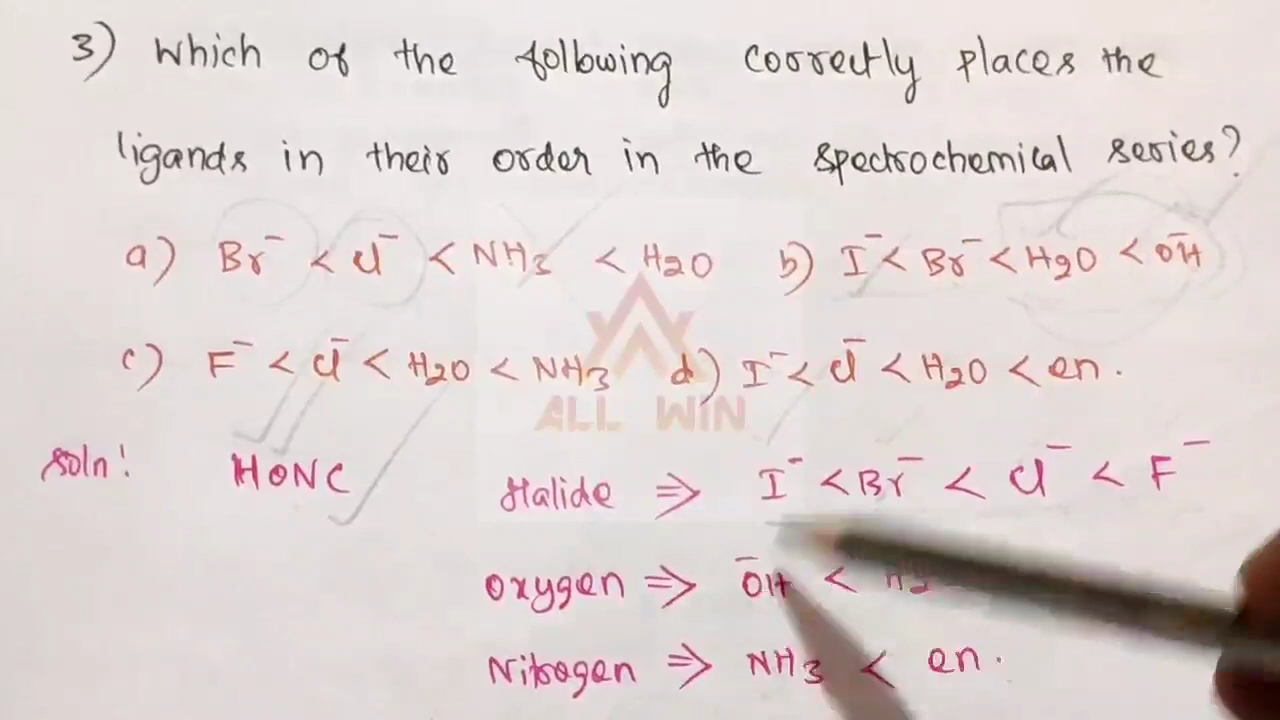 3) Which of the following correctly places the
ligands in their order in the spectrochemical series?
a) Br⁻ < Cl⁻ < NH3 < H2O b) I⁻ < Br⁻ < H2O < OH⁻
c) F⁻ < Cl⁻ < H2O < NH3 d) I⁻ < Cl⁻ < H2O < en.
ALL WIN
Soln! HONC Halide ⇒ I⁻ < Br⁻ < Cl⁻ < F⁻
Oxygen ⇒ ⁻OH <
Nitrogen ⇒ NH3 < en.